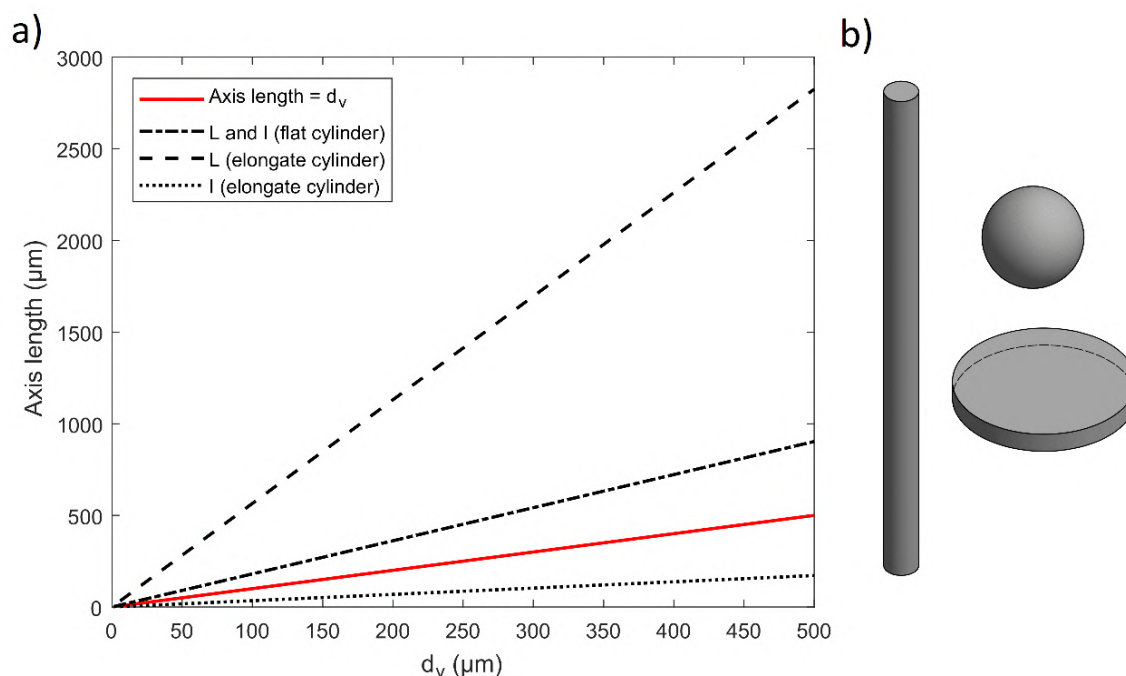 a)
b)
3000
2500
2000
1500
1000
500
0
Axis length (µm)
Axis length = d_v
L and I (flat cylinder)
L (elongate cylinder)
I (elongate cylinder)
0 50 100 150 200 250 300 350 400 450 500
d_v (µm)